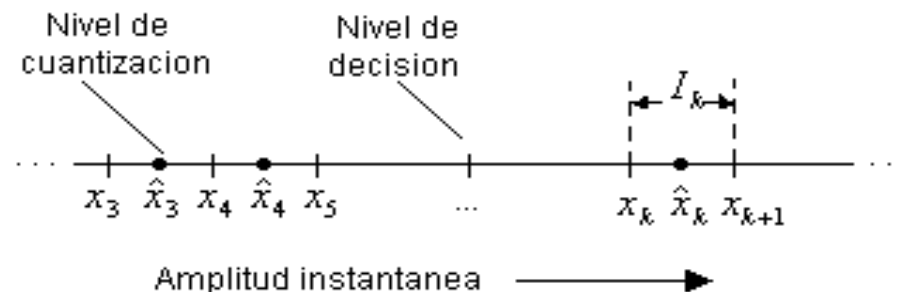 Nivel de
cuantizacion
Nivel de
decision
I_k
. . . x_3 x̂_3 x_4 x̂_4 x_5 ... x_k x̂_k x_{k+1} . .
Amplitud instantanea